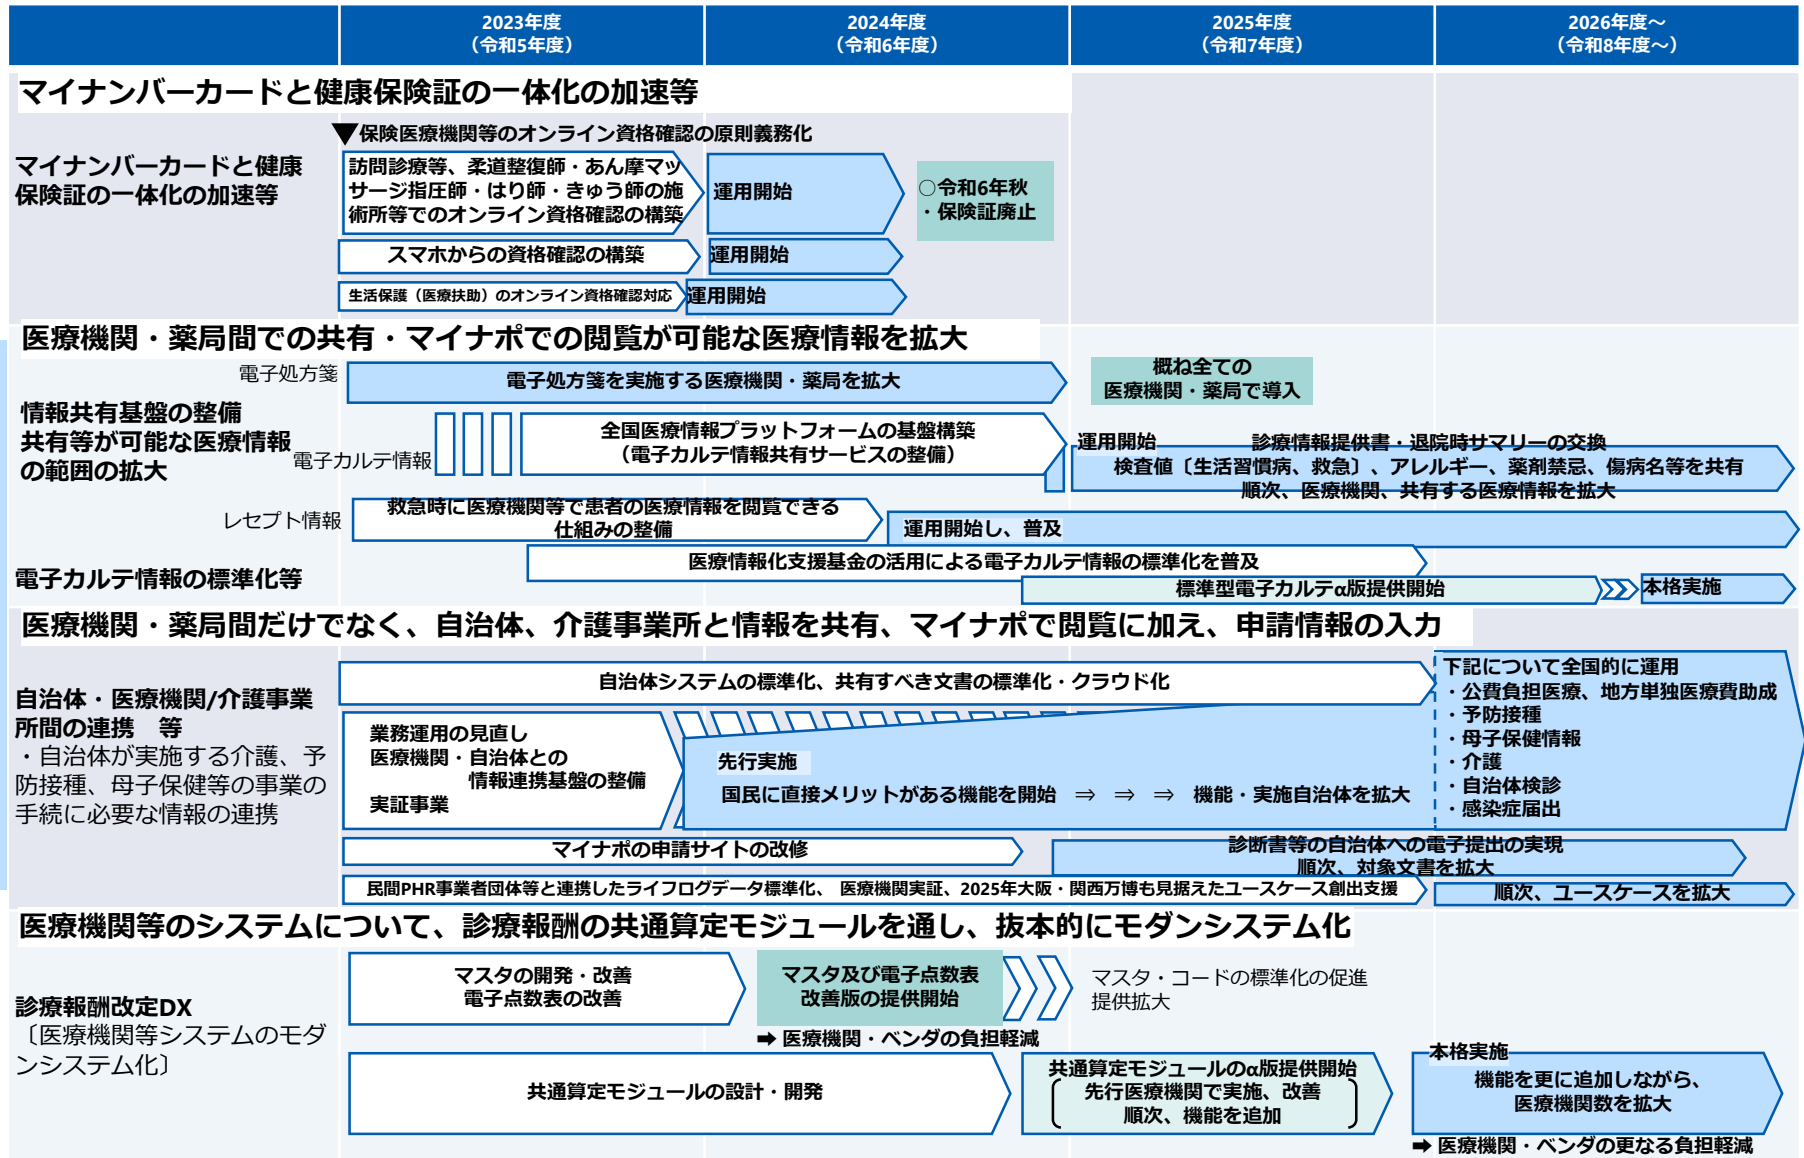 2023年度
（令和5年度）
2024年度
（令和6年度）
2025年度
（令和7年度）
2026年度～
（令和8年度～）
マイナンバーカードと健康保険証の一体化の加速等
▼保険医療機関等のオンライン資格確認の原則義務化
マイナンバーカードと健康
保険証の一体化の加速等
訪問診療等、柔道整復師・あん摩マッ
サージ指圧師・はり師・きゅう師の施
術所等でのオンライン資格確認の構築
運用開始
○令和6年秋
・保険証廃止
スマホからの資格確認の構築
運用開始
生活保護（医療扶助）のオンライン資格確認対応
運用開始
医療機関・薬局間での共有・マイナポでの閲覧が可能な医療情報を拡大
電子処方箋
電子処方箋を実施する医療機関・薬局を拡大
概ね全ての
医療機関・薬局で導入
情報共有基盤の整備
共有等が可能な医療情報
の範囲の拡大
電子カルテ情報
全国医療情報プラットフォームの基盤構築
（電子カルテ情報共有サービスの整備）
運用開始
診療情報提供書・退院時サマリーの交換
検査値〔生活習慣病、救急〕、アレルギー、薬剤禁忌、傷病名等を共有
順次、医療機関、共有する医療情報を拡大
レセプト情報
救急時に医療機関等で患者の医療情報を閲覧できる
仕組みの整備
運用開始し、普及
電子カルテ情報の標準化等
医療情報化支援基金の活用による電子カルテ情報の標準化を普及
標準型電子カルテα版提供開始
本格実施
医療機関・薬局間だけでなく、自治体、介護事業所と情報を共有、マイナポで閲覧に加え、申請情報の入力
自治体・医療機関/介護事業
所間の連携　等
・自治体が実施する介護、予
防接種、母子保健等の事業の
手続に必要な情報の連携
自治体システムの標準化、共有すべき文書の標準化・クラウド化
業務運用の見直し
医療機関・自治体との
情報連携基盤の整備
実証事業
先行実施
国民に直接メリットがある機能を開始　⇒　⇒　⇒　機能・実施自治体を拡大
下記について全国的に運用
・公費負担医療、地方単独医療費助成
・予防接種
・母子保健情報
・介護
・自治体検診
・感染症届出
マイナポの申請サイトの改修
診断書等の自治体への電子提出の実現
順次、対象文書を拡大
民間PHR事業者団体等と連携したライフログデータ標準化、 医療機関実証、2025年大阪・関西万博も見据えたユースケース創出支援
順次、ユースケースを拡大
医療機関等のシステムについて、診療報酬の共通算定モジュールを通し、抜本的にモダンシステム化
診療報酬改定DX
〔医療機関等システムのモダ
ンシステム化〕
マスタの開発・改善
電子点数表の改善
マスタ及び電子点数表
改善版の提供開始
マスタ・コードの標準化の促進
提供拡大
➡ 医療機関・ベンダの負担軽減
共通算定モジュールの設計・開発
共通算定モジュールのα版提供開始
先行医療機関で実施、改善
順次、機能を追加
本格実施
機能を更に追加しながら、
医療機関数を拡大
➡ 医療機関・ベンダの更なる負担軽減